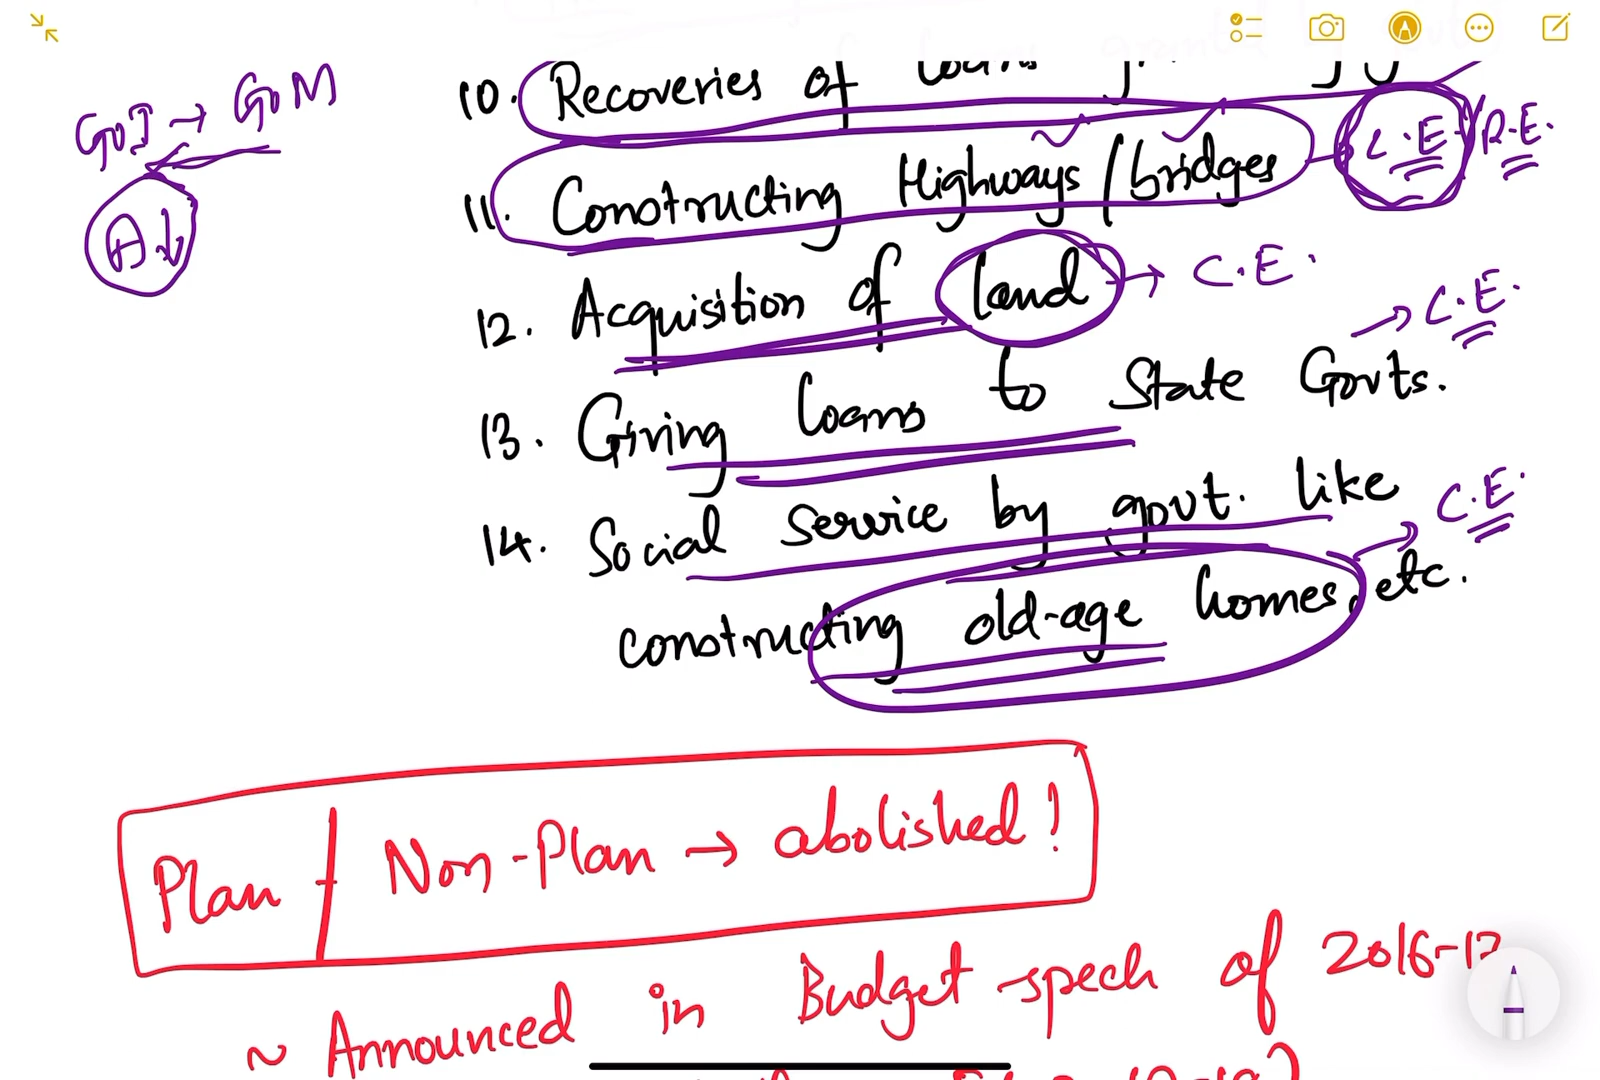 GoI → GoM
A↓
10. Recoveries of loans
11. Constructing Highways / bridges → C.E / R.E.
12. Acquisition of land → C.E.
13. Giving loans to State Govts. → C.E.
14. Social service by govt. like
constructing old-age homes, etc. → C.E.
Plan / Non-Plan → abolished!
~ Announced in Budget speech of 2016-17